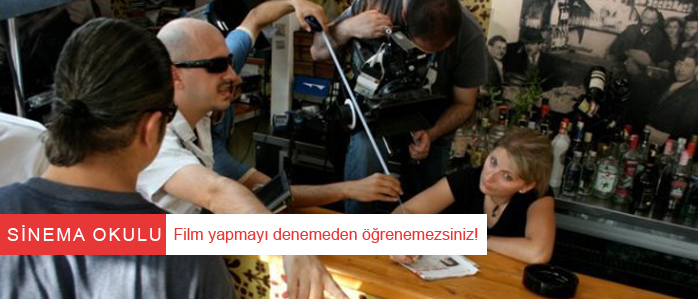 SİNEMA OKULU Film yapmayı denemeden öğrenemezsiniz!